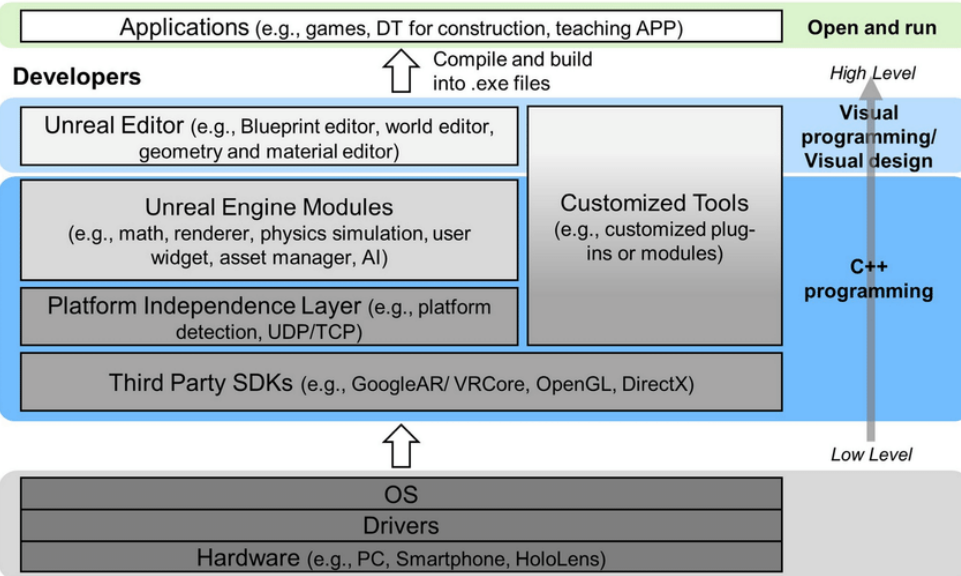 Applications (e.g., games, DT for construction, teaching APP)
Open and run
Developers
Compile and build
into .exe files
High Level
Unreal Editor (e.g., Blueprint editor, world editor,
geometry and material editor)
Visual
programming/
Visual design
Unreal Engine Modules
(e.g., math, renderer, physics simulation, user
widget, asset manager, AI)
Customized Tools
(e.g., customized plug-
ins or modules)
C++
programming
Platform Independence Layer (e.g., platform
detection, UDP/TCP)
Third Party SDKs (e.g., GoogleAR/ VRCore, OpenGL, DirectX)
Low Level
OS
Drivers
Hardware (e.g., PC, Smartphone, HoloLens)